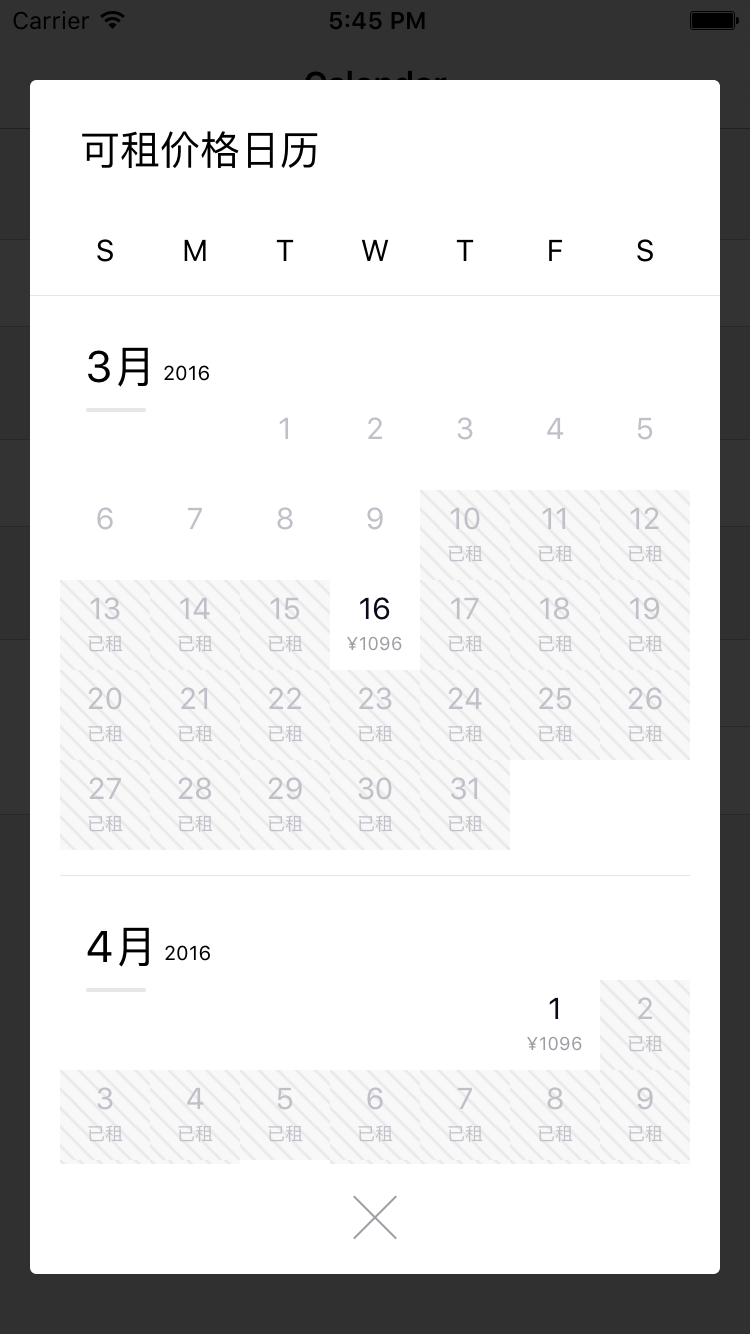 Carrier 5:45 PM
Calendar
可租价格日历
S M T W T F S
3月 2016
1 2 3 4 5
6 7 8 9 10 11 12
已租 已租 已租
13 14 15 16 17 18 19
已租 已租 已租 ¥1096 已租 已租 已租
20 21 22 23 24 25 26
已租 已租 已租 已租 已租 已租 已租
27 28 29 30 31
已租 已租 已租 已租 已租
4月 2016
1 2
¥1096 已租
3 4 5 6 7 8 9
已租 已租 已租 已租 已租 已租 已租